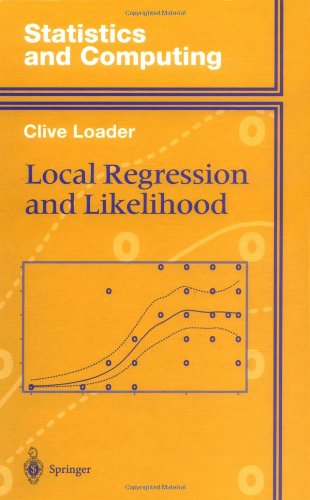 Statistics
and Computing
Clive Loader
Local Regression
and Likelihood
Springer